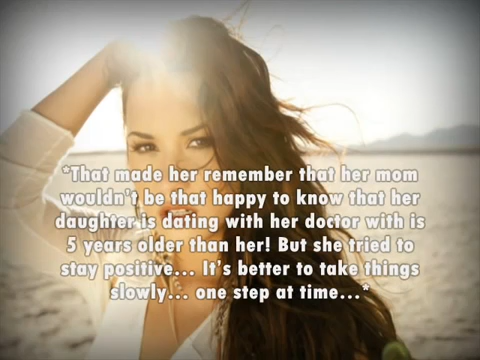 *That made her remember that her mom
wouldn't be that happy to know that her
daughter is dating with her doctor with is
5 years older than her! But she tried to
stay positive... It's better to take things
slowly... one step at time...*